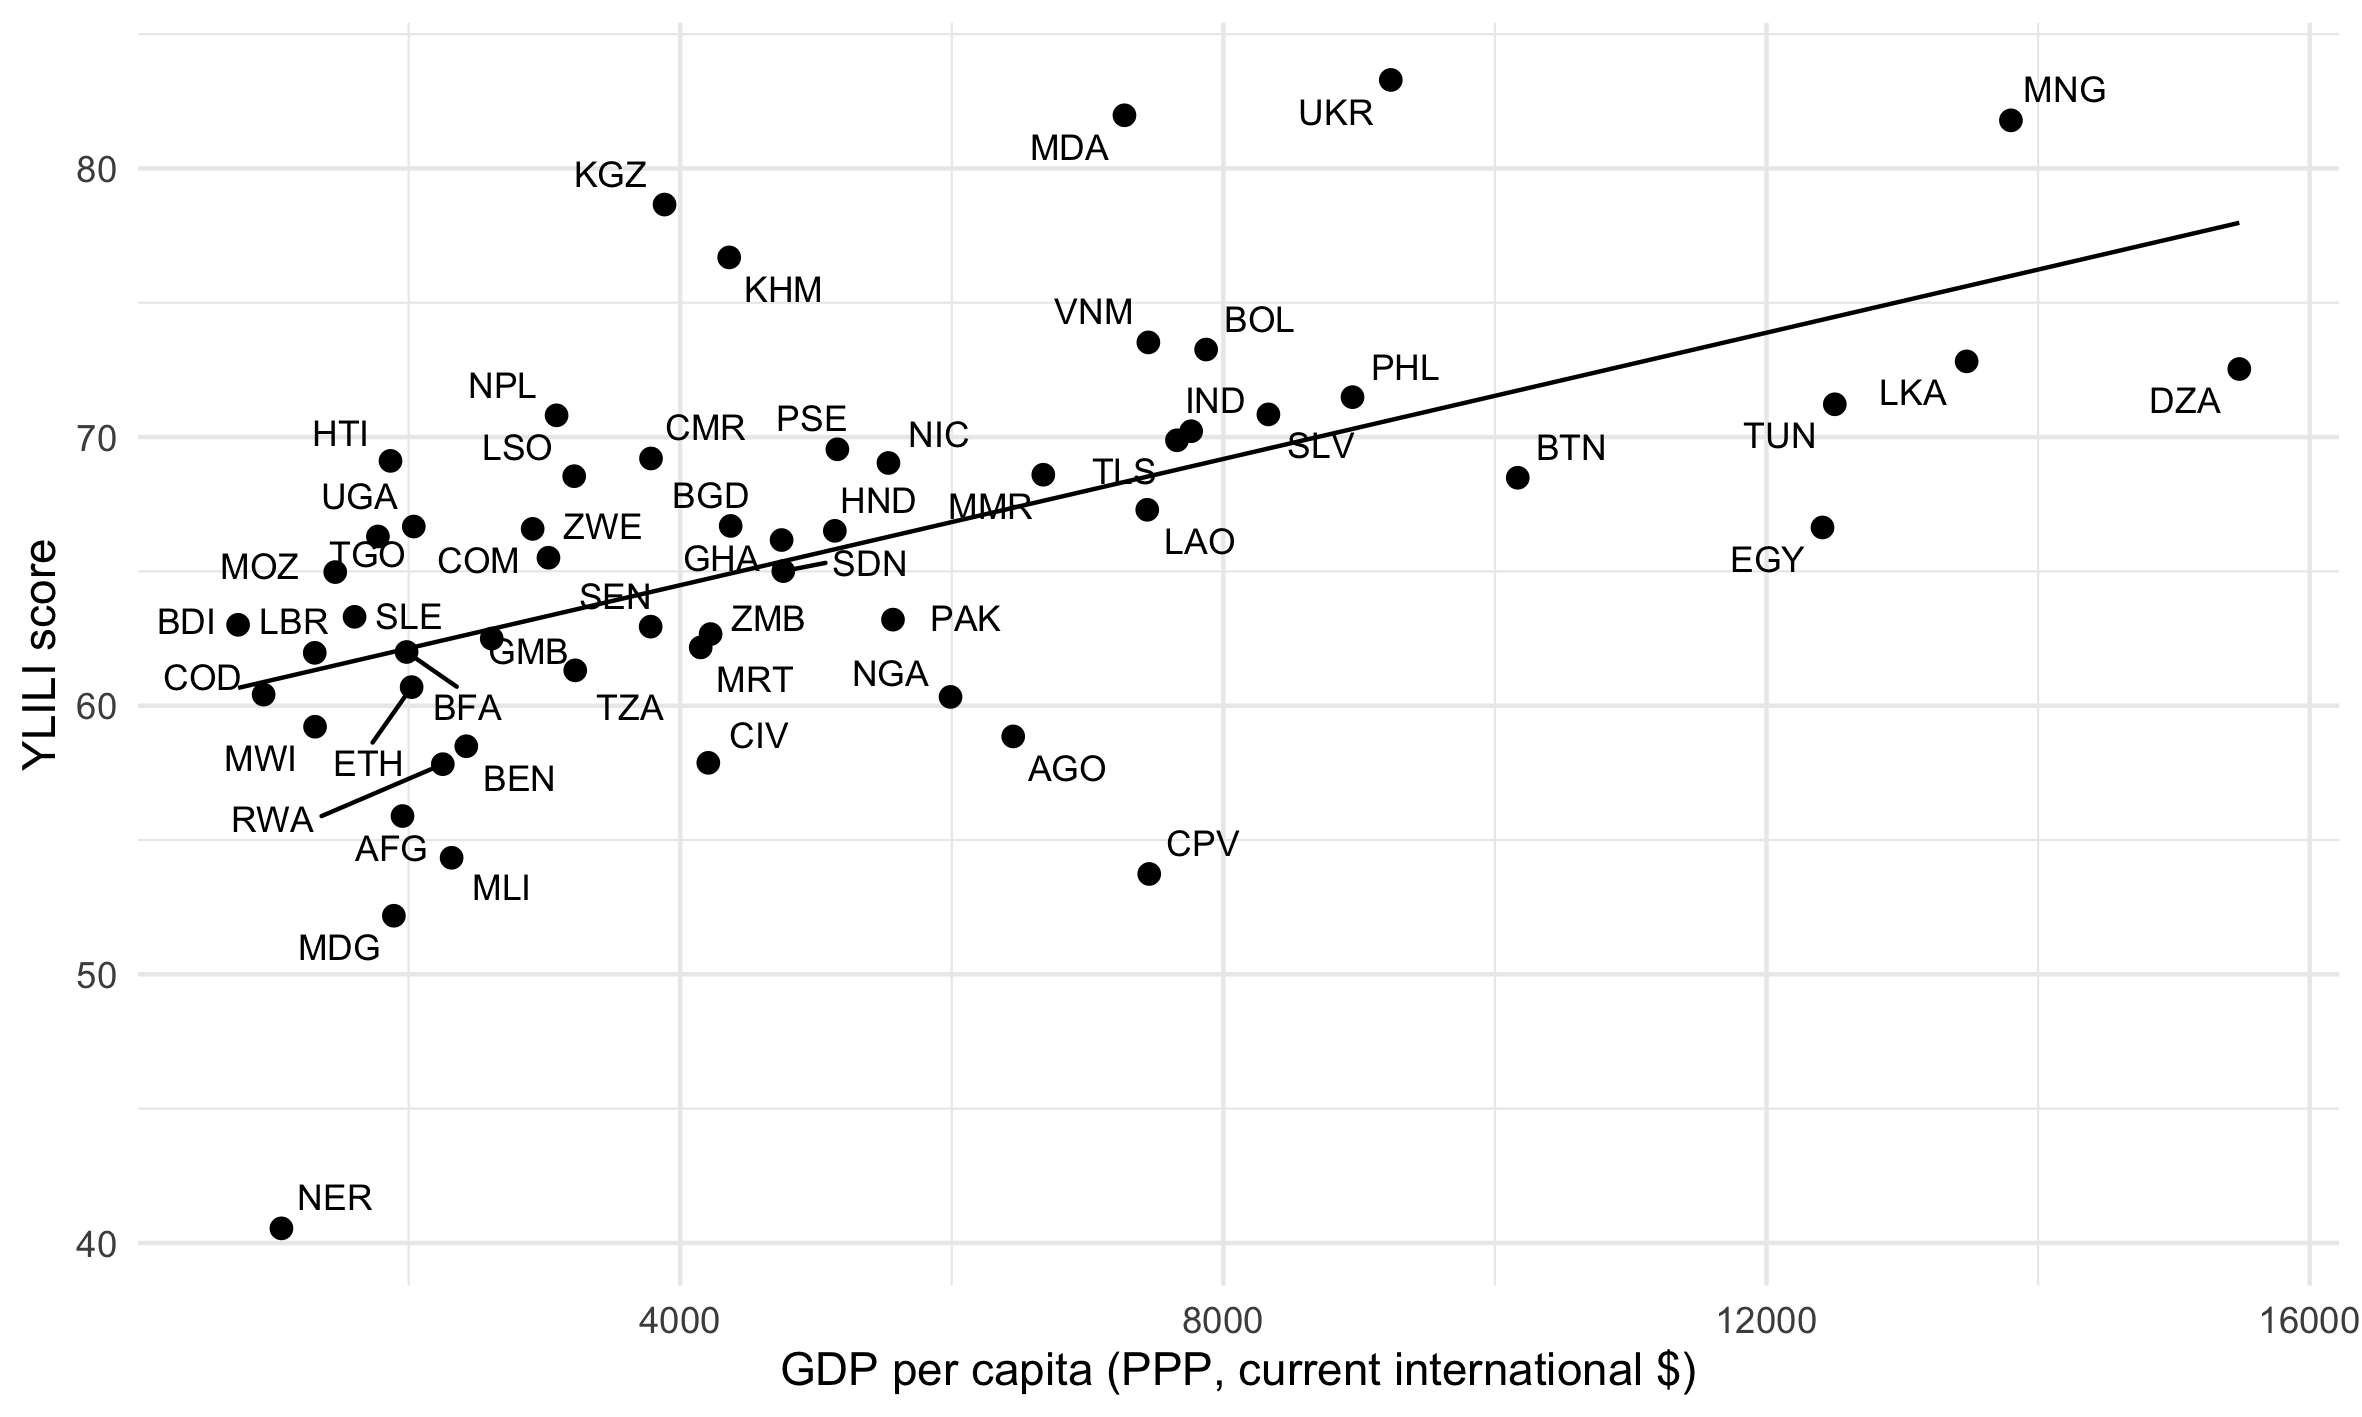 MNG
UKR
MDA
80
KGZ
KHM
VNM
BOL
PHL
NPL
LKA
DZA
IND
HTI
CMR
PSE
NIC
TUN
70
LSO
SLV
BTN
TLS
UGA
BGD
HND
MMR
ZWE
LAO
TGO
MOZ
COM
GHA
SDN
EGY
YLILI score
SEN
BDI
LBR
SLE
ZMB
PAK
GMB
COD
MRT
NGA
60
BFA
TZA
CIV
MWI
ETH
BEN
AGO
RWA
AFG
CPV
MLI
MDG
50
NER
40
4000
8000
12000
16000
GDP per capita (PPP, current international $)